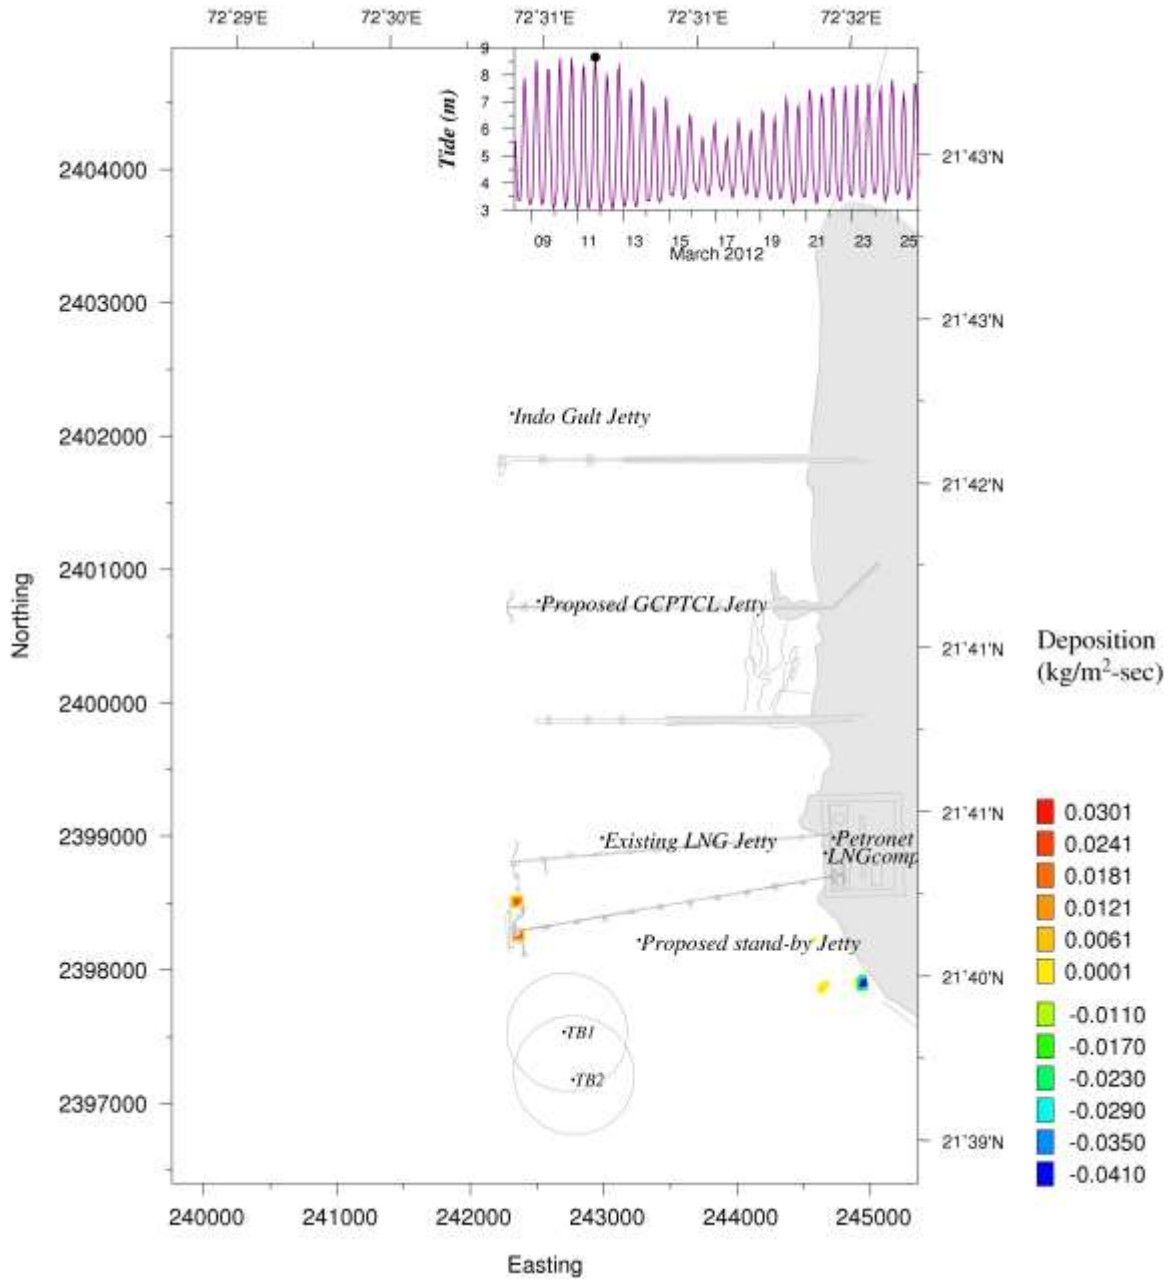 72°29'E 72°30'E 72°31'E 72°31'E 72°32'E
Tide (m)
9
8
7
6
5
4
3
09 11 13 15 17 19 21 23 25
March 2012
Northing
2404000
2403000
2402000
2401000
2400000
2399000
2398000
2397000
21°43'N
21°43'N
21°42'N
21°41'N
21°41'N
21°40'N
21°39'N
Indo Gult Jetty
Proposed GCPTCL Jetty
Existing LNG Jetty
Petronet
LNGcomp
Proposed stand-by Jetty
TB1
TB2
240000 241000 242000 243000 244000 245000
Easting
Deposition
(kg/m²-sec)
0.0301
0.0241
0.0181
0.0121
0.0061
0.0001
-0.0110
-0.0170
-0.0230
-0.0290
-0.0350
-0.0410